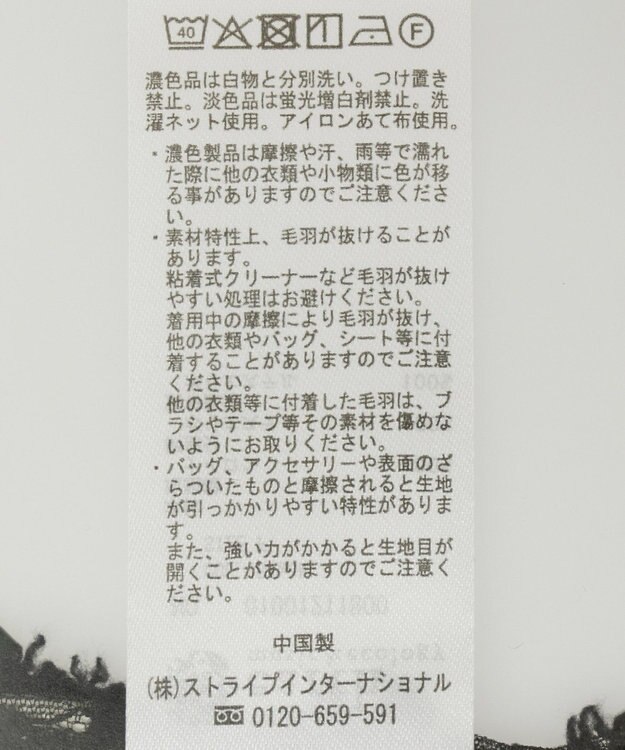 40 F
濃色品は白物と分別洗い。つけ置き
禁止。淡色品は蛍光増白剤禁止。洗
濯ネット使用。アイロンあて布使用。
・濃色製品は摩擦や汗、雨等で濡れ
た際に他の衣類や小物類に色が移
る事がありますのでご注意くださ
い。
・素材特性上、毛羽が抜けることが
あります。
粘着式クリーナーなど毛羽が抜け
やすい処理はお避けください。
着用中の摩擦により毛羽が抜け、
他の衣類やバッグ、シート等に付
着することがありますのでご注意
ください。
他の衣類等に付着した毛羽は、ブ
ラシやテープ等その素材を傷めな
いようにお取りください。
・バッグ、アクセサリーや表面のざ
らついたものと摩擦されると生地
が引っかかりやすい特性がありま
す。
また、強い力がかかると生地目が
開くことがありますのでご注意く
ださい。
中国製
(株)ストライプインターナショナル
0120-659-591